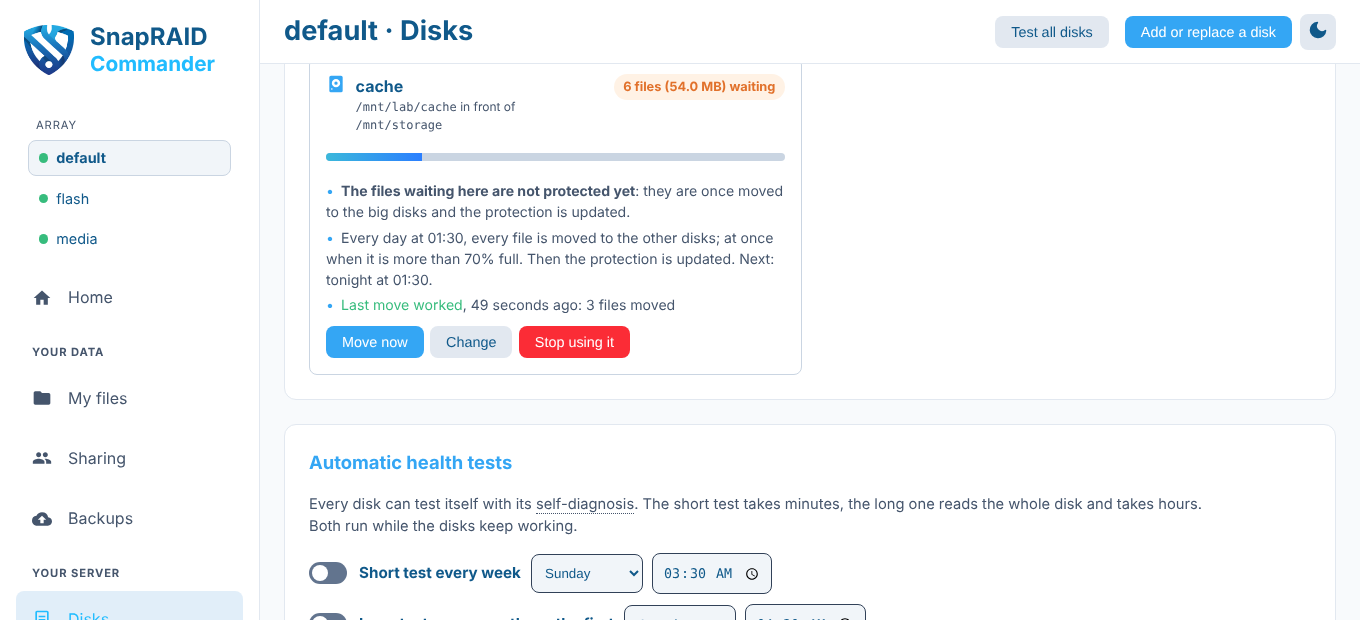 SnapRAID
Commander
default · Disks
Test all disks
Add or replace a disk
ARRAY
default
flash
media
Home
YOUR DATA
My files
Sharing
Backups
YOUR SERVER
Disks
cache
6 files (54.0 MB) waiting
/mnt/lab/cache in front of
/mnt/storage
• The files waiting here are not protected yet: they are once moved
to the big disks and the protection is updated.
• Every day at 01:30, every file is moved to the other disks; at once
when it is more than 70% full. Then the protection is updated. Next:
tonight at 01:30.
• Last move worked, 49 seconds ago: 3 files moved
Move now
Change
Stop using it
Automatic health tests
Every disk can test itself with its self-diagnosis. The short test takes minutes, the long one reads the whole disk and takes hours.
Both run while the disks keep working.
Short test every week
Sunday
03:30 AM